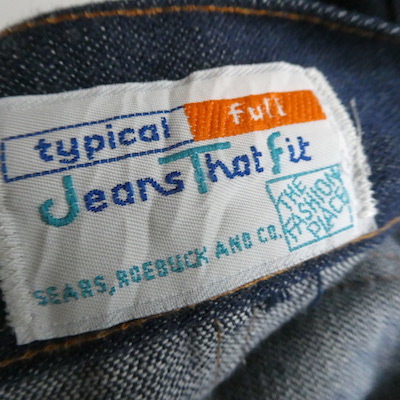 typical full
Jeans That Fit
THE
FASHION
PLACE
SEARS, ROEBUCK AND CO.